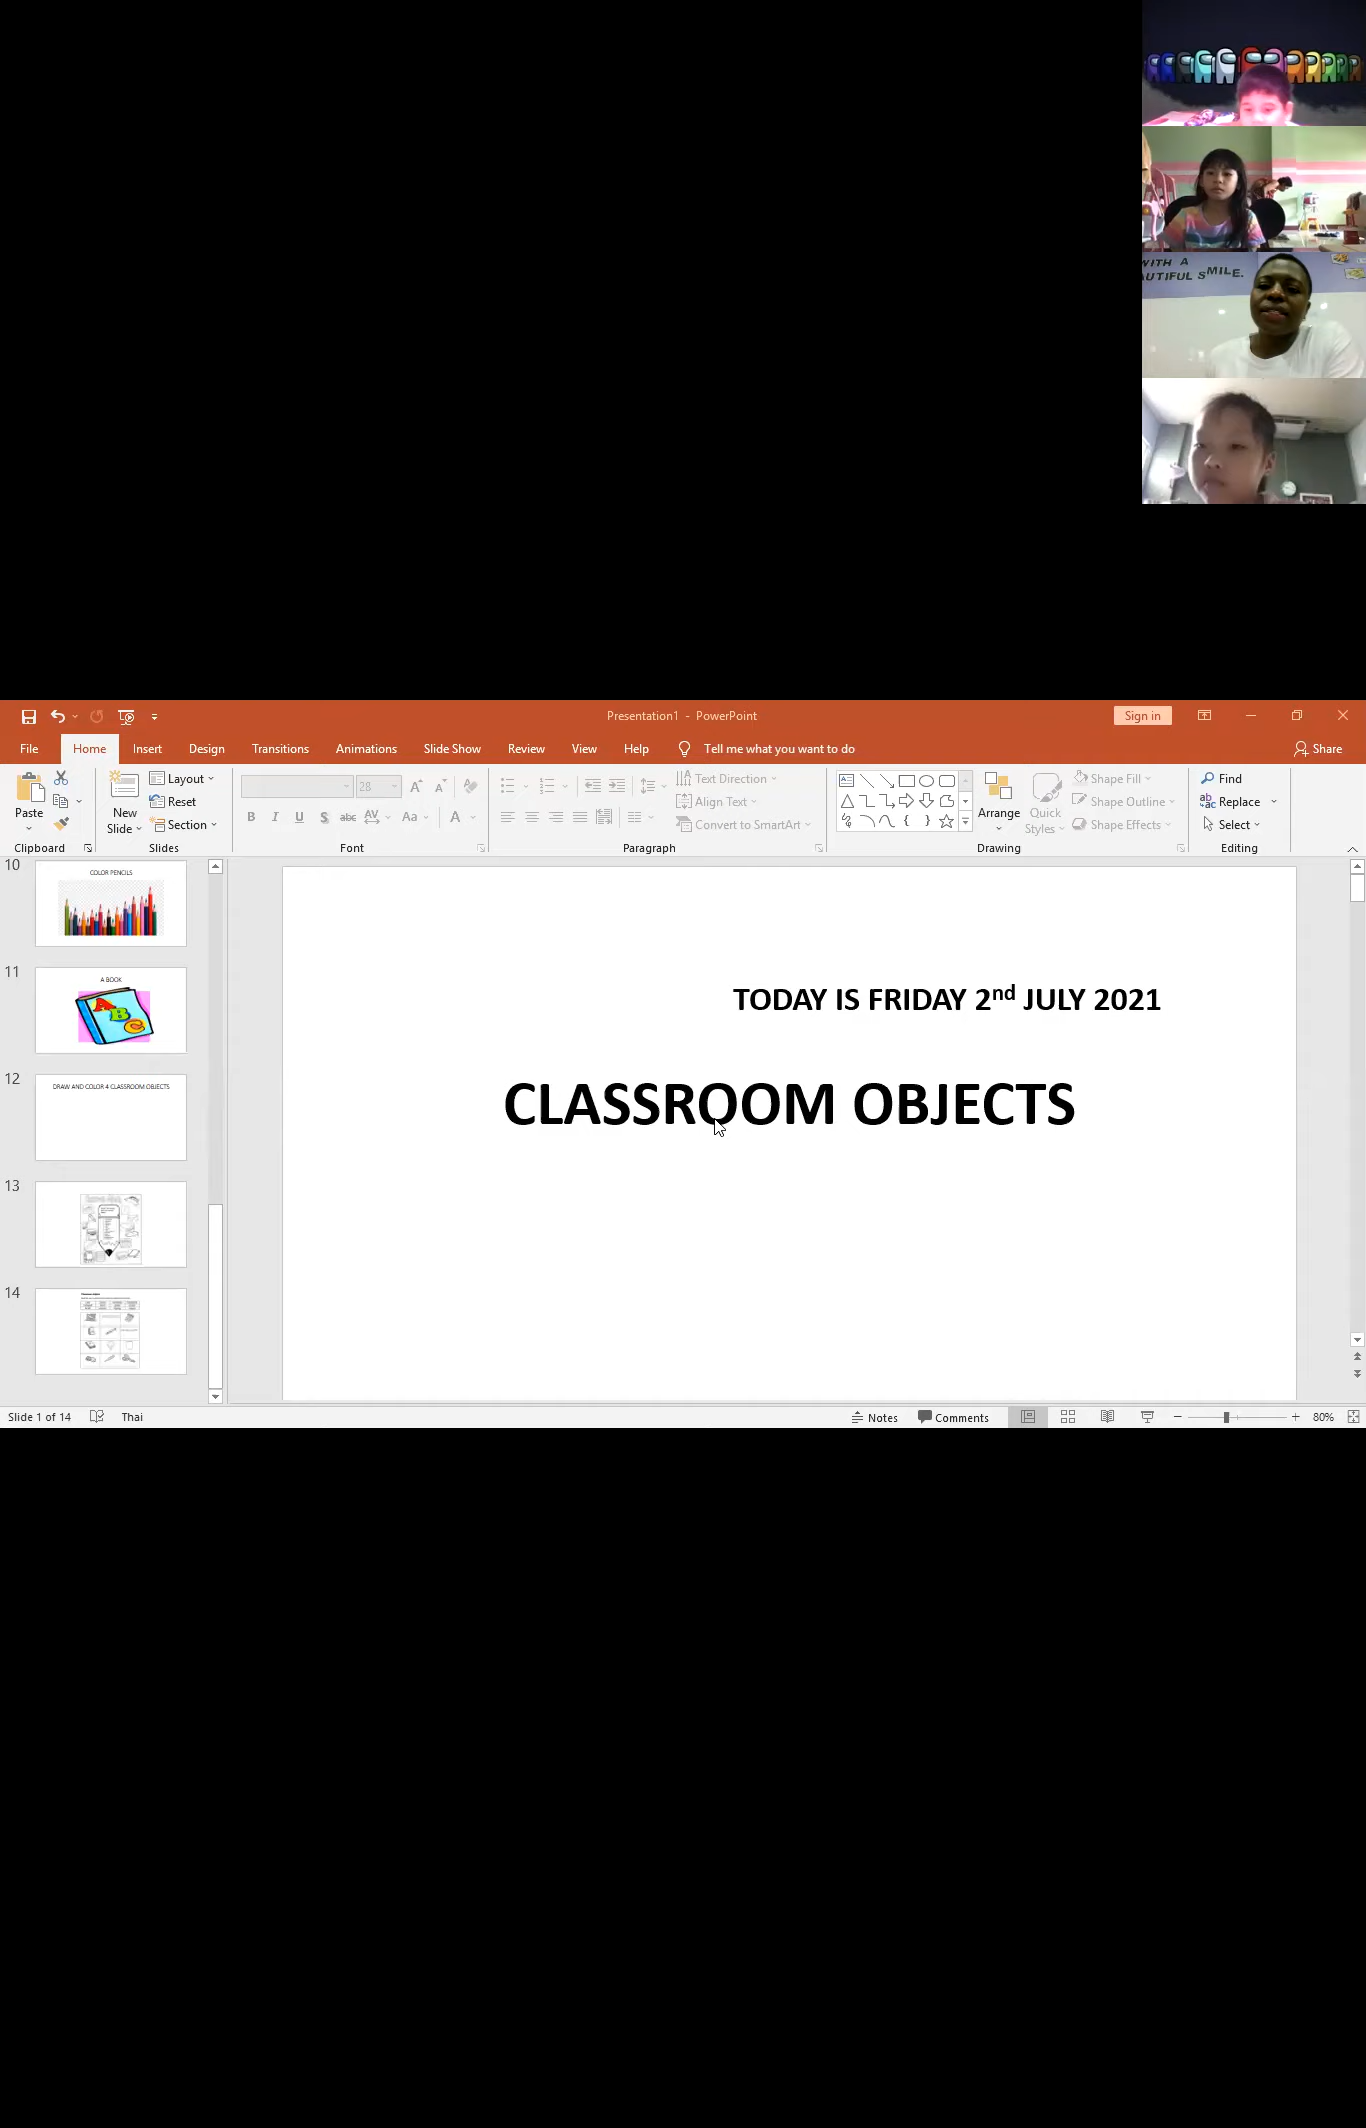 WITH A
AUTIFUL SMILE.
Presentation1 - PowerPoint
Sign in
File Home Insert Design Transitions Animations Slide Show Review View Help Tell me what you want to do Share
Paste
Clipboard
New Slide
Layout
Reset
Section
Slides
28
B I U S abc AV Aa A
Font
Text Direction
Align Text
Convert to SmartArt
Paragraph
Arrange
Quick Styles
Shape Fill
Shape Outline
Shape Effects
Drawing
Find
Replace
Select
Editing
10
COLOR PENCILS
11
A BOOK
A B C
12
DRAW AND COLOR 4 CLASSROOM OBJECTS
13
14
TODAY IS FRIDAY 2nd JULY 2021
CLASSROOM OBJECTS
Slide 1 of 14 Thai Notes Comments 80%